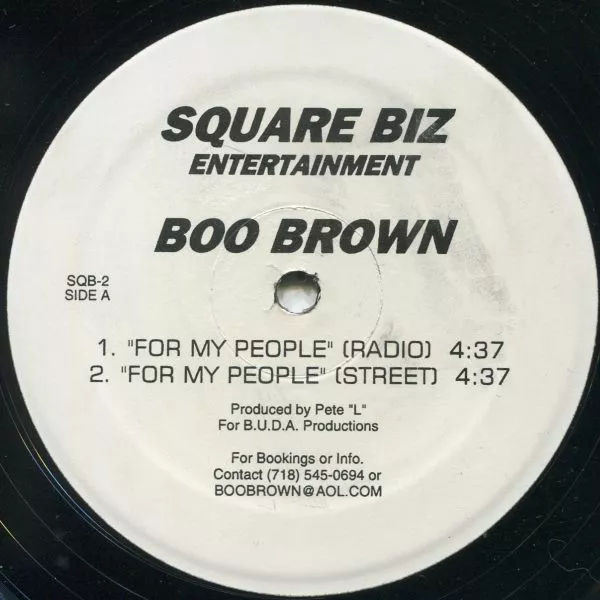 SQUARE BIZ
ENTERTAINMENT
BOO BROWN
SQB-2
SIDE A
1. "FOR MY PEOPLE" (RADIO) 4:37
2. "FOR MY PEOPLE" (STREET) 4:37
Produced by Pete "L"
For B.U.D.A. Productions
For Bookings or Info.
Contact (718) 545-0694 or
BOOBROWN@AOL.COM